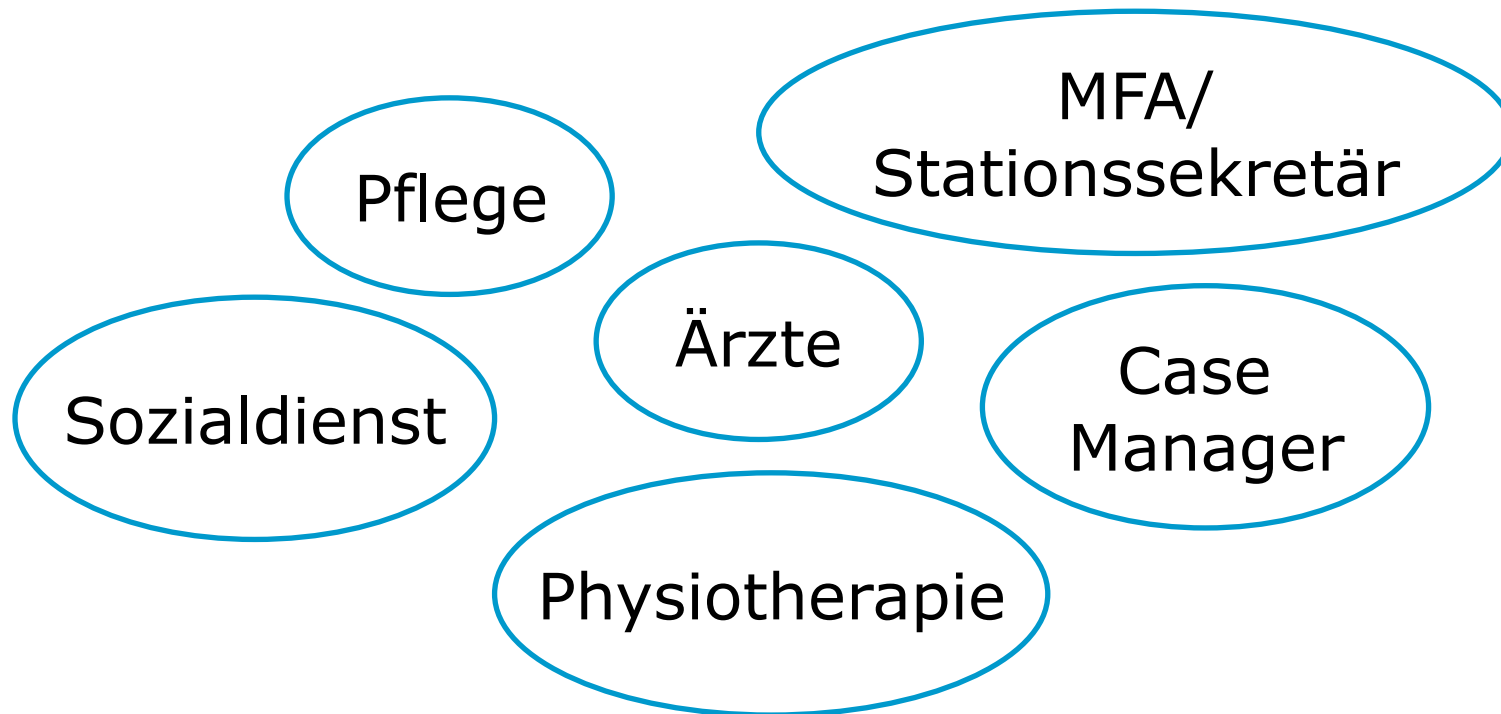 MFA/
Stationssekretär
Pflege
Ärzte
Case
Manager
Sozialdienst
Physiotherapie